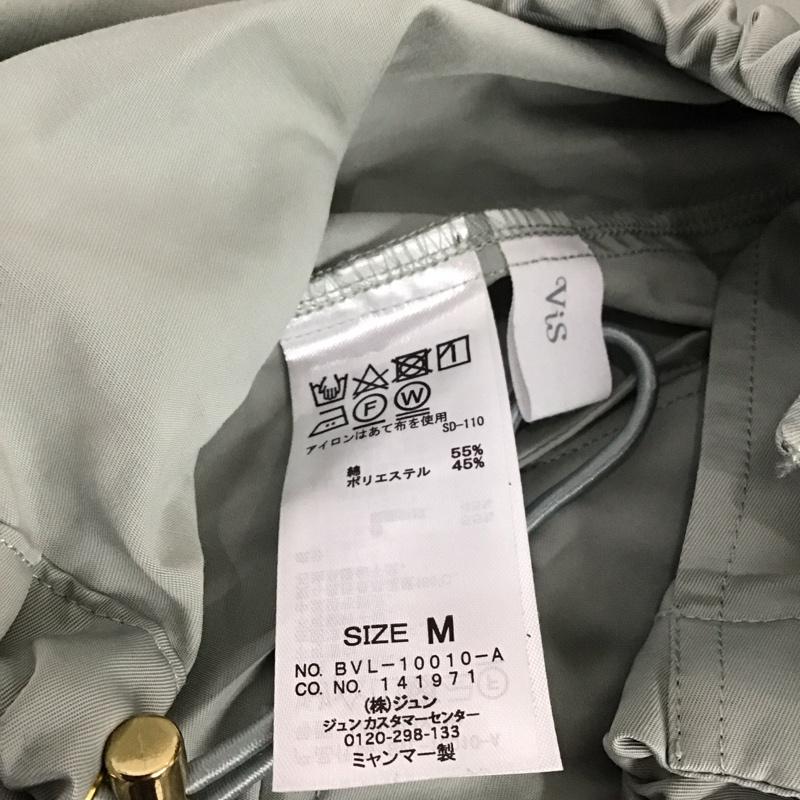 ViS
F W
アイロンはあて布を使用
SD-110
綿 55%
ポリエステル 45%
SIZE M
NO. BVL-10010-A
CO. NO. 141971
(株)ジュン
ジュン カスタマーセンター
0120-298-133
ミャンマー製